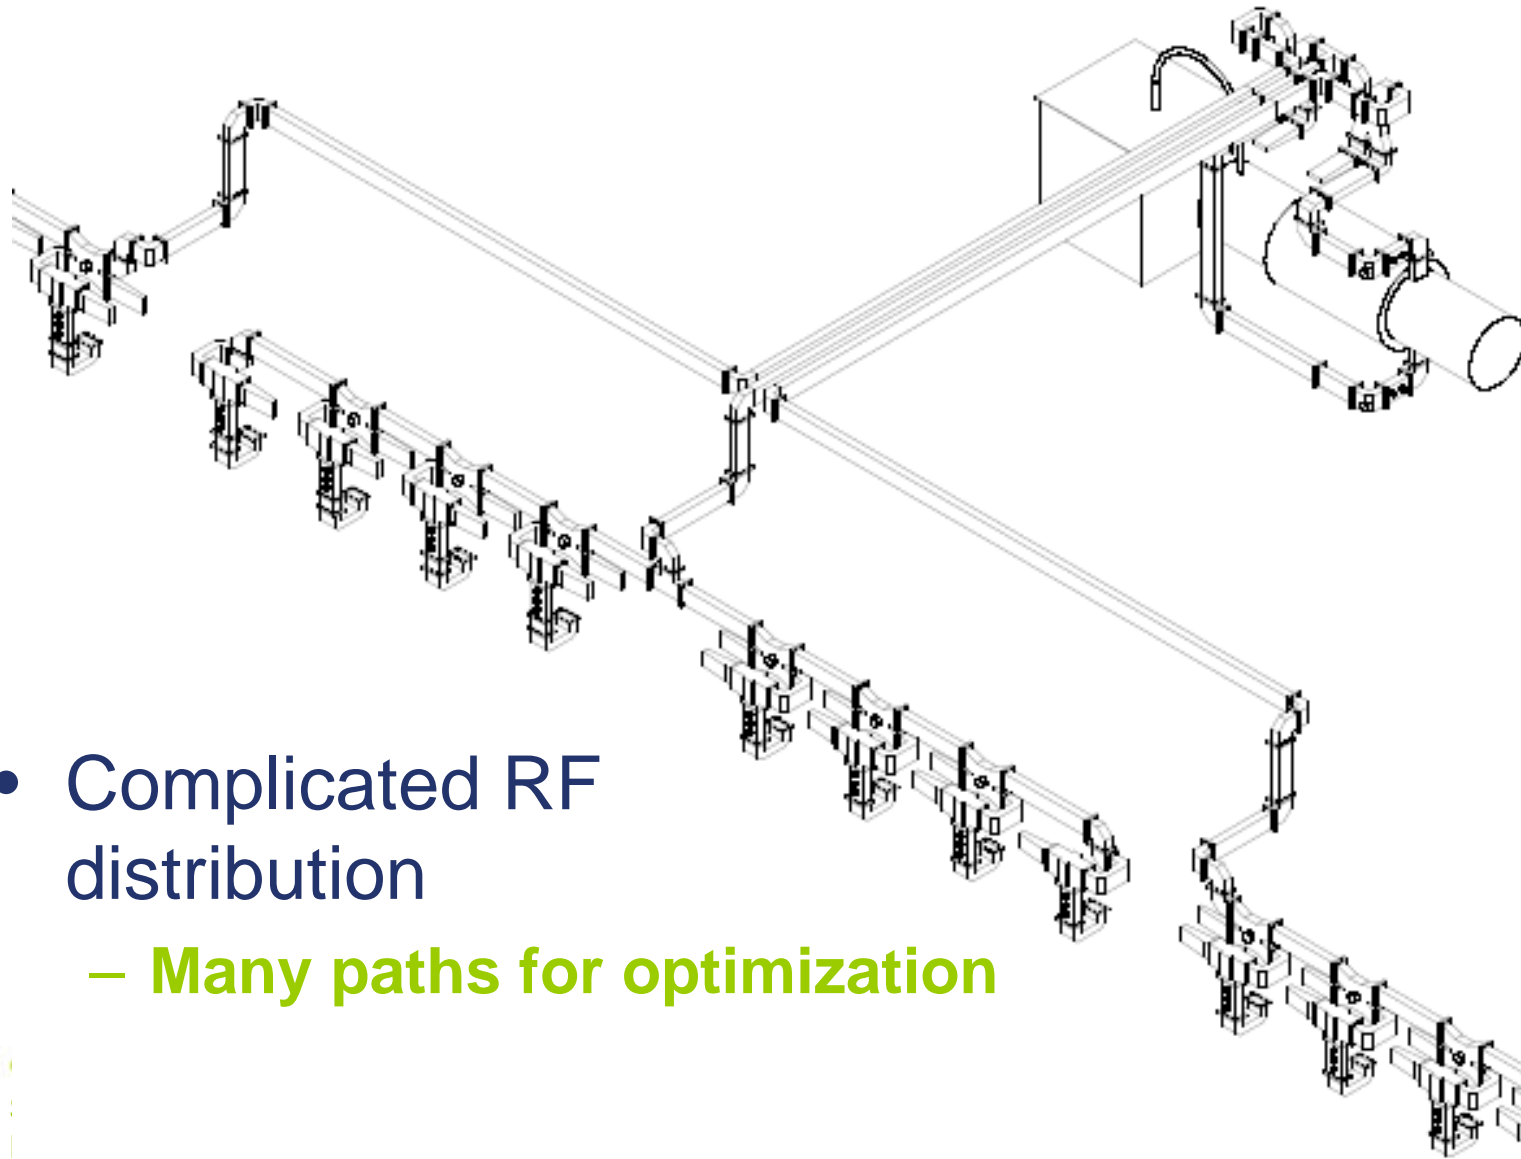 • Complicated RF
distribution
– Many paths for optimization